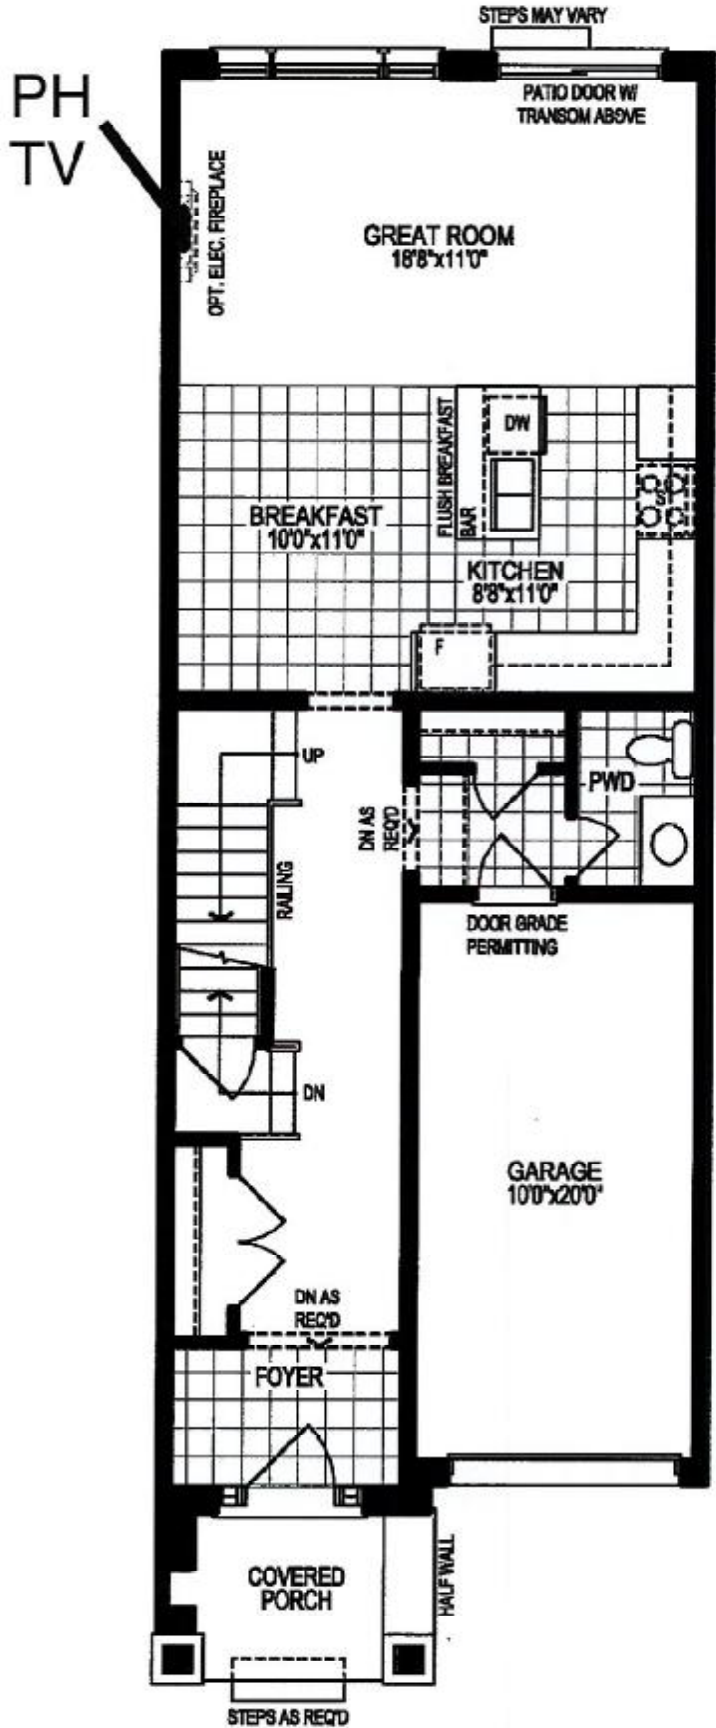 STEPS MAY VARY
PH
TV
PATIO DOOR W/
TRANSOM ABOVE
OPT. ELEC. FIREPLACE
GREAT ROOM
18'8"x11'0"
DW
FLUSH BREAKFAST
BAR
S
BREAKFAST
10'0"x11'0"
KITCHEN
8'8"x11'0"
F
UP
PWD
DN AS
REQ'D
RAILING
DOOR GRADE
PERMITTING
DN
GARAGE
10'0"x20'0"
DN AS
REQ'D
FOYER
COVERED
PORCH
HALF WALL
STEPS AS REQ'D